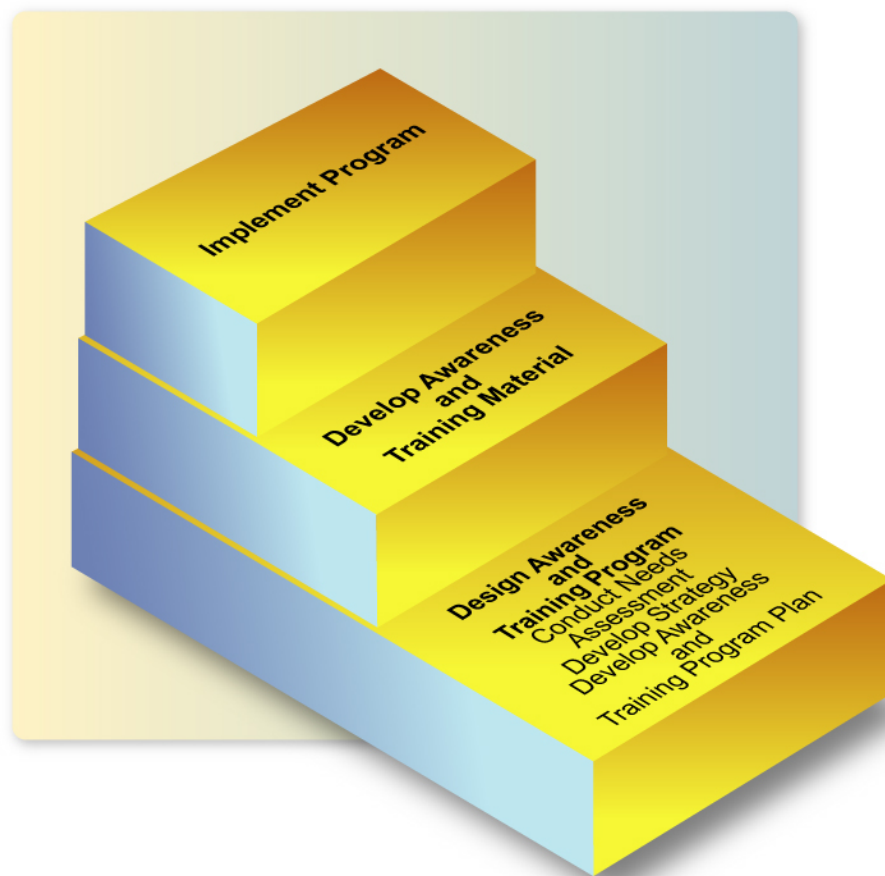 Implement Program
Develop Awareness
and
Training Material
Design Awareness
and
Training Program
Conduct Needs
Assessment
Develop Strategy
Develop Awareness
and
Training Program Plan